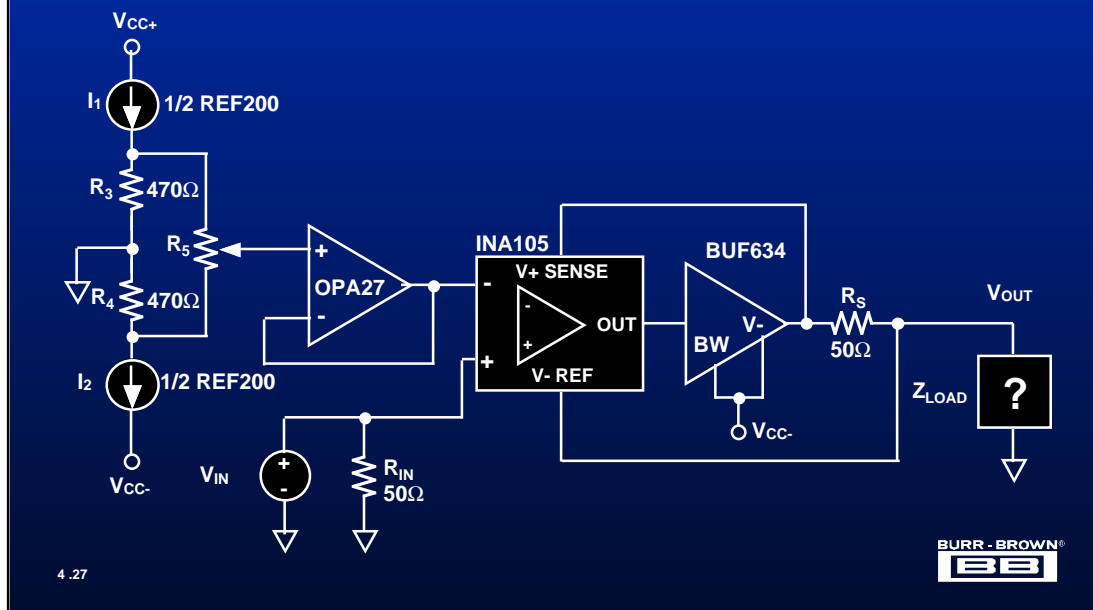 VCC+
I1
1/2 REF200
R3
470Ω
R5
R4
470Ω
I2
1/2 REF200
VCC-
+
OPA27
-
INA105
-
+
V+ SENSE
-
+
OUT
V- REF
VIN
+
-
RIN
50Ω
BUF634
BW
V-
VCC-
RS
50Ω
VOUT
ZLOAD
?
4 .27
BURR - BROWN®
BB